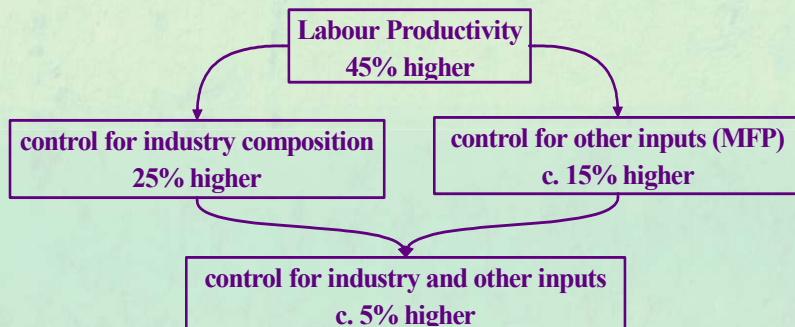 Labour Productivity
45% higher
control for industry composition
25% higher
control for other inputs (MFP)
c. 15% higher
control for industry and other inputs
c. 5% higher